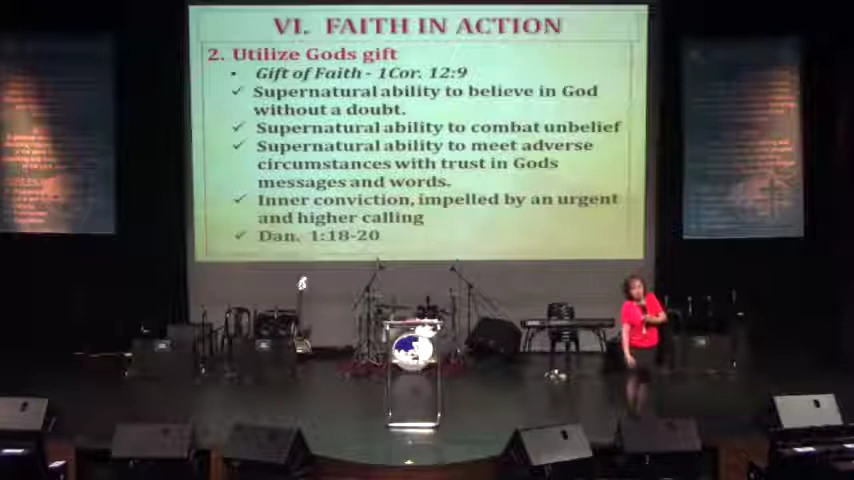 VI. FAITH IN ACTION
2. Utilize Gods gift
• Gift of Faith - 1Cor. 12:9
✓ Supernatural ability to believe in God
without a doubt.
✓ Supernatural ability to combat unbelief
✓ Supernatural ability to meet adverse
circumstances with trust in Gods
messages and words.
✓ Inner conviction, impelled by an urgent
and higher calling
✓ Dan. 1:18-20